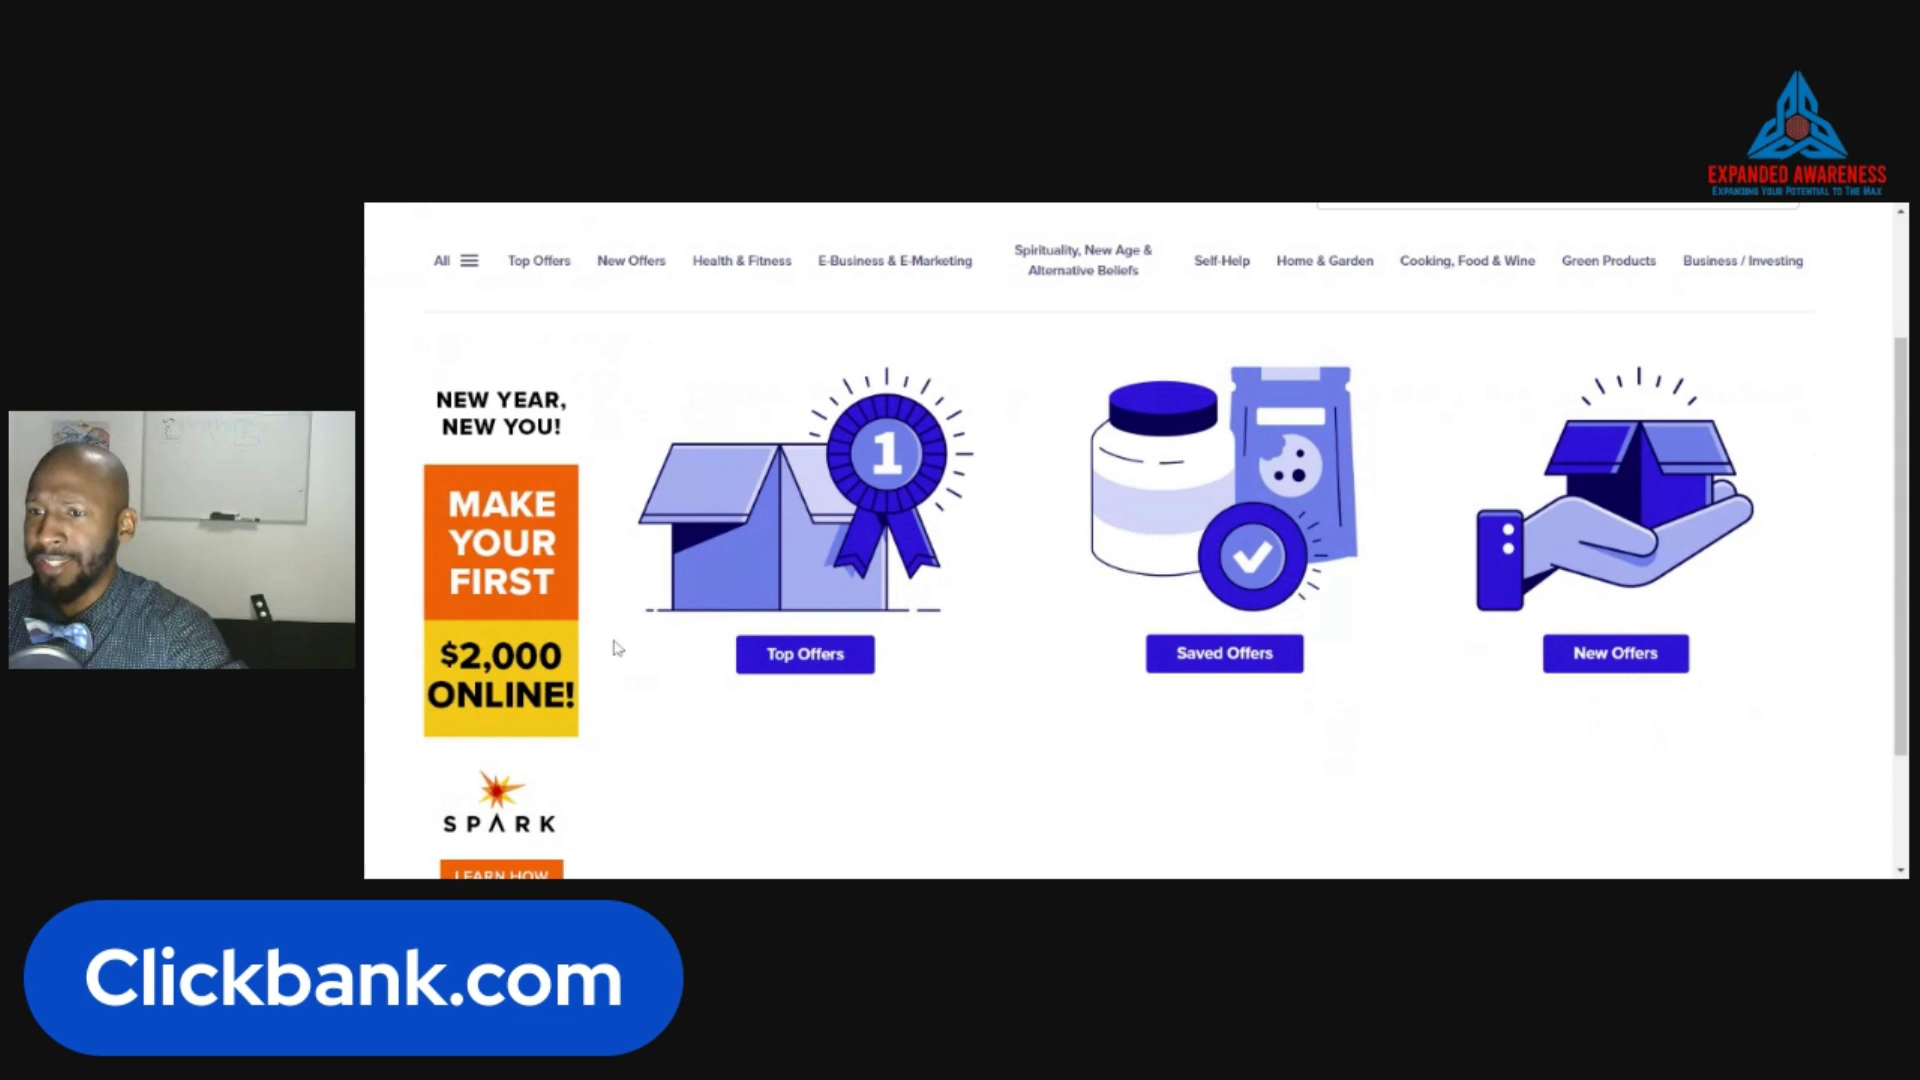 EXPANDED AWARENESS
EXPANDING YOUR POTENTIAL TO THE MAX
All
Top Offers
New Offers
Health & Fitness
E-Business & E-Marketing
Spirituality, New Age &
Alternative Beliefs
Self-Help
Home & Garden
Cooking, Food & Wine
Green Products
Business / Investing
NEW YEAR,
NEW YOU!
MAKE
YOUR
FIRST
$2,000
ONLINE!
SPARK
LEARN HOW
1
Top Offers
Saved Offers
New Offers
Clickbank.com